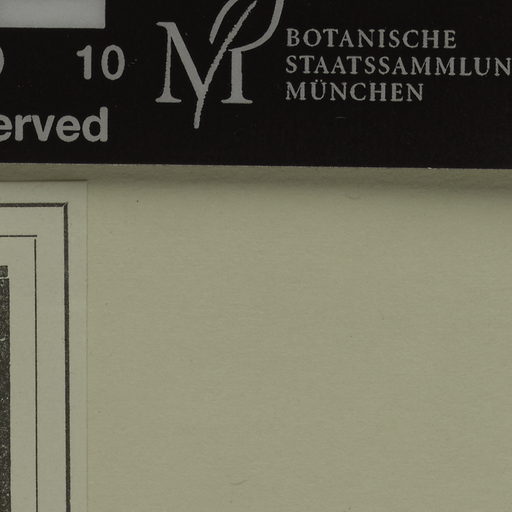 10
BOTANISCHE
STAATSSAMMLUN
MÜNCHEN
erved